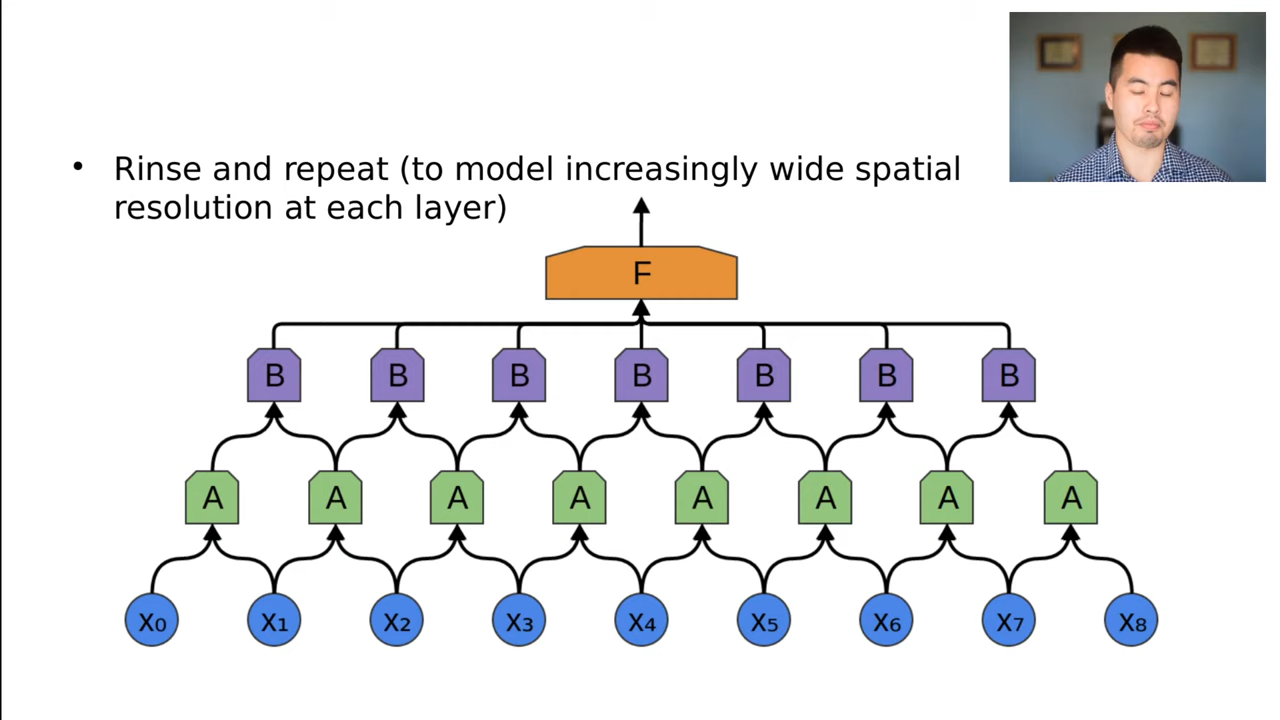 • Rinse and repeat (to model increasingly wide spatial
resolution at each layer)
F
B B B B B B B
A A A A A A A A
x₀ x₁ x₂ x₃ x₄ x₅ x₆ x₇ x₈